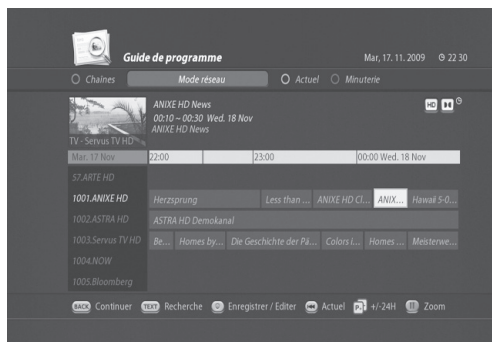 Guide de programme Mar, 17. 11. 2009 22 30
Chaînes Mode réseau Actuel Minuterie
ANIXE HD News
00:10 ~ 00:30 Wed. 18 Nov
ANIXE HD News
HD
TV - Servus TV HD
Mar. 17 Nov 22:00 23:00 00:00 Wed. 18 Nov
57.ARTE HD
1001.ANIXE HD Herzsprung Less than ... ANIXE HD Cl... ANIX... Hawaii 5-0...
1002.ASTRA HD ASTRA HD Demokanal
1003.Servus TV HD Be... Homes by... Die Geschichte der Pä... Colors i... Homes ... Meisterwe...
1004.NOW
1005.Bloomberg
BACK Continuer TEXT Recherche Enregistrer / Editer Actuel +/-24H Zoom